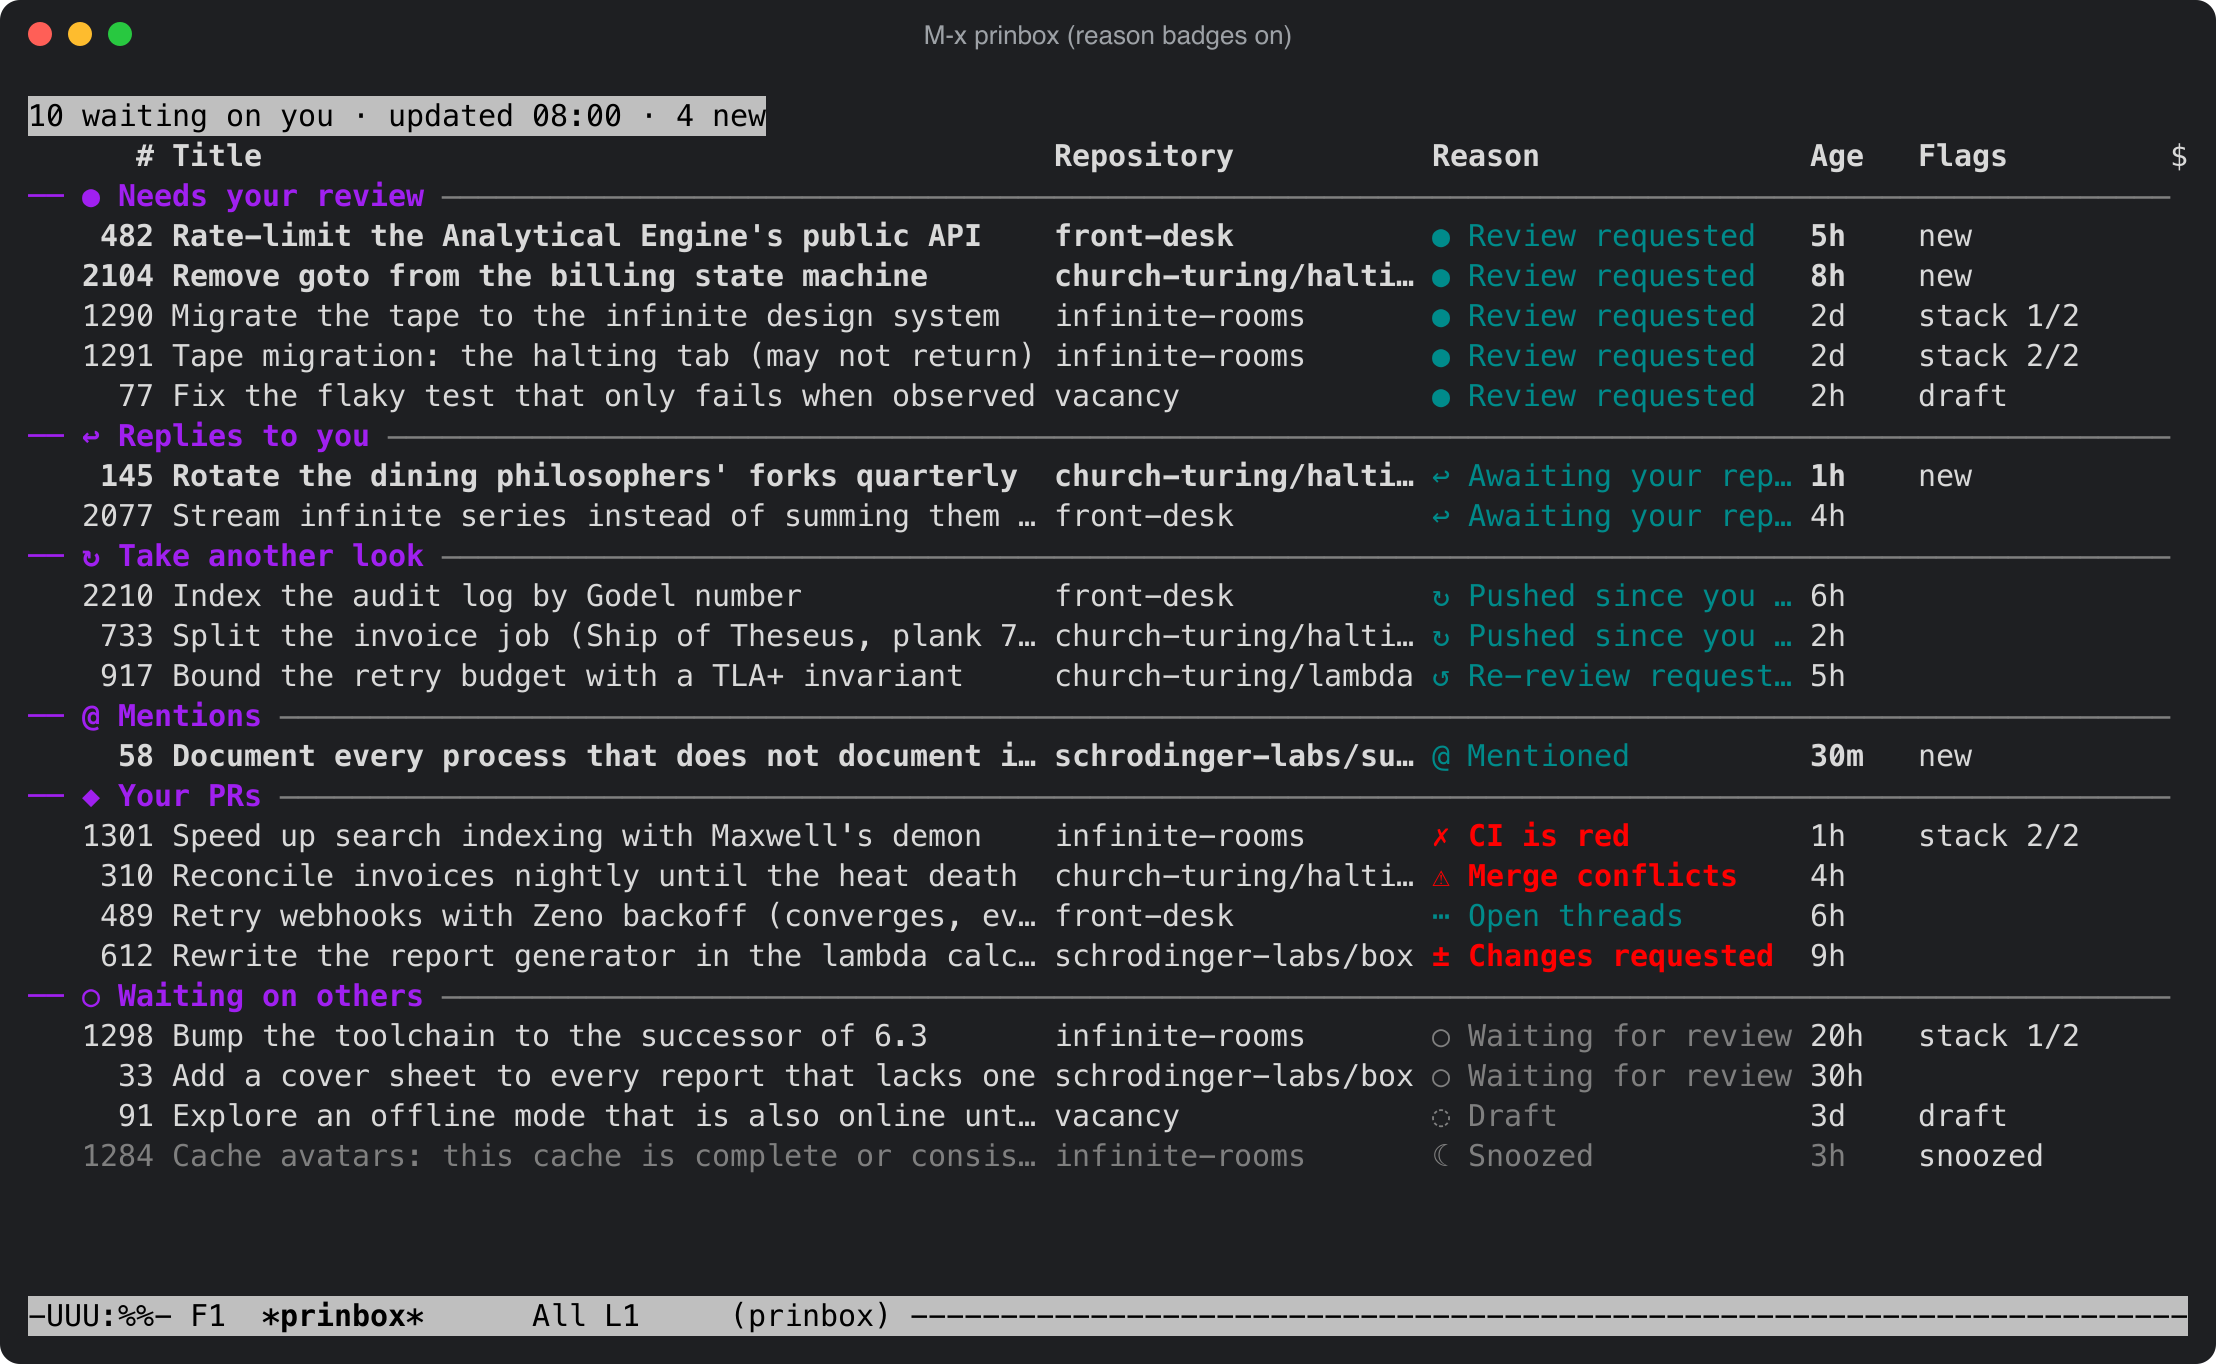 M-x prinbox (reason badges on)
10 waiting on you · updated 08:00 · 4 new
# Title Repository Reason Age Flags $
── ● Needs your review ──
482 Rate-limit the Analytical Engine's public API front-desk ● Review requested 5h new
2104 Remove goto from the billing state machine church-turing/halti… ● Review requested 8h new
1290 Migrate the tape to the infinite design system infinite-rooms ● Review requested 2d stack 1/2
1291 Tape migration: the halting tab (may not return) infinite-rooms ● Review requested 2d stack 2/2
77 Fix the flaky test that only fails when observed vacancy ● Review requested 2h draft
── ↩ Replies to you ──
145 Rotate the dining philosophers' forks quarterly church-turing/halti… ↩ Awaiting your rep… 1h new
2077 Stream infinite series instead of summing them … front-desk ↩ Awaiting your rep… 4h
── ↻ Take another look ──
2210 Index the audit log by Godel number front-desk ↻ Pushed since you … 6h
733 Split the invoice job (Ship of Theseus, plank 7… church-turing/halti… ↻ Pushed since you … 2h
917 Bound the retry budget with a TLA+ invariant church-turing/lambda ↺ Re-review request… 5h
── @ Mentions ──
58 Document every process that does not document i… schrodinger-labs/su… @ Mentioned 30m new
── ◆ Your PRs ──
1301 Speed up search indexing with Maxwell's demon infinite-rooms ✗ CI is red 1h stack 2/2
310 Reconcile invoices nightly until the heat death church-turing/halti… ⚠ Merge conflicts 4h
489 Retry webhooks with Zeno backoff (converges, ev… front-desk ⋯ Open threads 6h
612 Rewrite the report generator in the lambda calc… schrodinger-labs/box ± Changes requested 9h
── ○ Waiting on others ──
1298 Bump the toolchain to the successor of 6.3 infinite-rooms ○ Waiting for review 20h stack 1/2
33 Add a cover sheet to every report that lacks one schrodinger-labs/box ○ Waiting for review 30h
91 Explore an offline mode that is also online unt… vacancy ◌ Draft 3d draft
1284 Cache avatars: this cache is complete or consis… infinite-rooms ☾ Snoozed 3h snoozed
-UUU:%%- F1 *prinbox* All L1 (prinbox) -----------------------------------------------------------------------